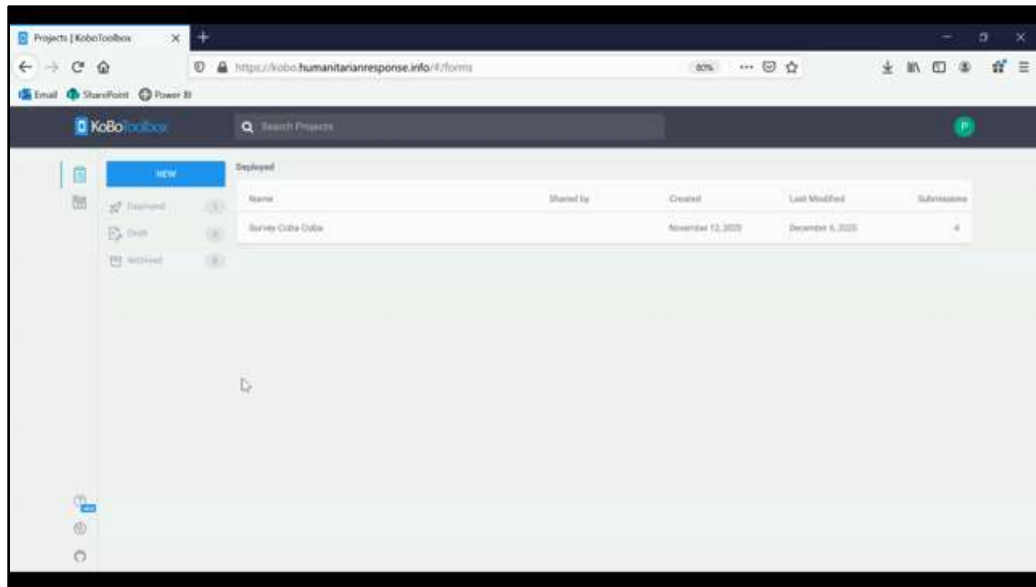 Projects | KoboToolbox
https://kobo.humanitarianresponse.info/#/forms
80%
Email SharePoint Power BI
KoBoToolbox
Search Projects
P
NEW
Deployed
Draft
Archived
Deployed
Name Shared by Created Last Modified Submissions
Survey Coba Coba November 12, 2020 December 6, 2020 4